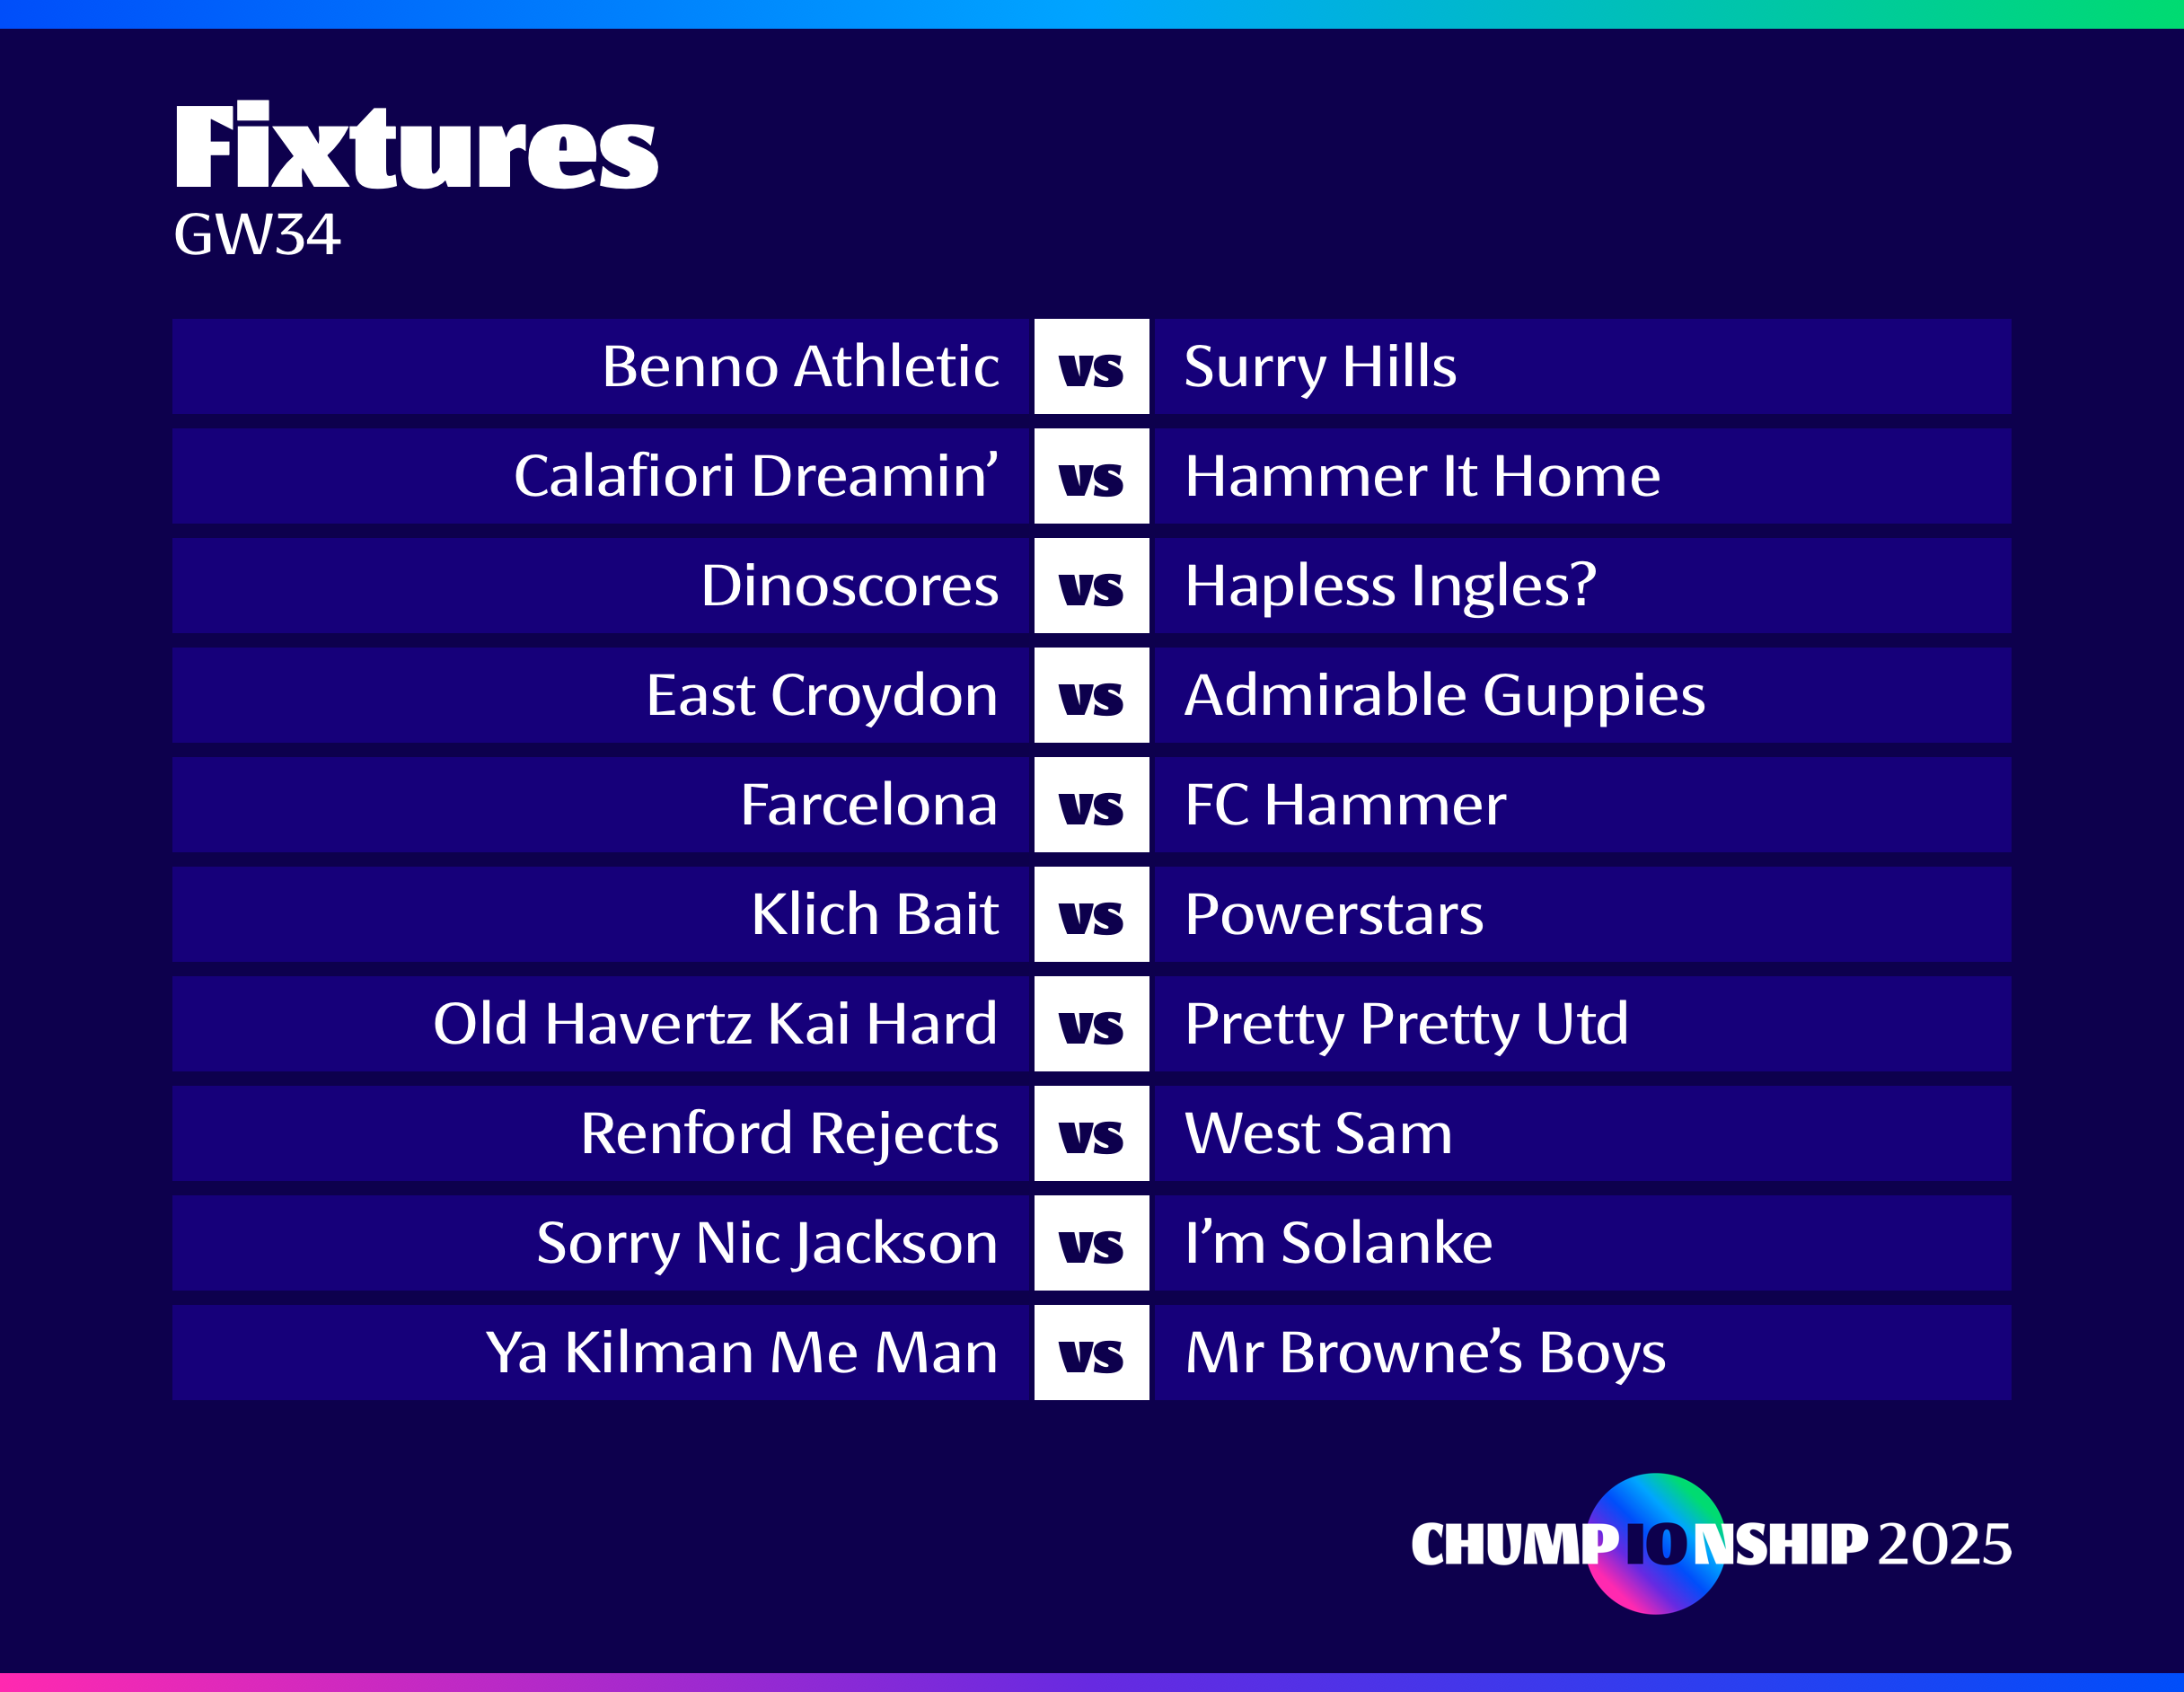 Fixtures
GW34
Benno Athletic vs Surry Hills
Calafiori Dreamin’ vs Hammer It Home
Dinoscores vs Hapless Ingles?
East Croydon vs Admirable Guppies
Farcelona vs FC Hammer
Klich Bait vs Powerstars
Old Havertz Kai Hard vs Pretty Pretty Utd
Renford Rejects vs West Sam
Sorry Nic Jackson vs I’m Solanke
Ya Kilman Me Man vs Mr Browne’s Boys
CHUMPIONSHIP 2025